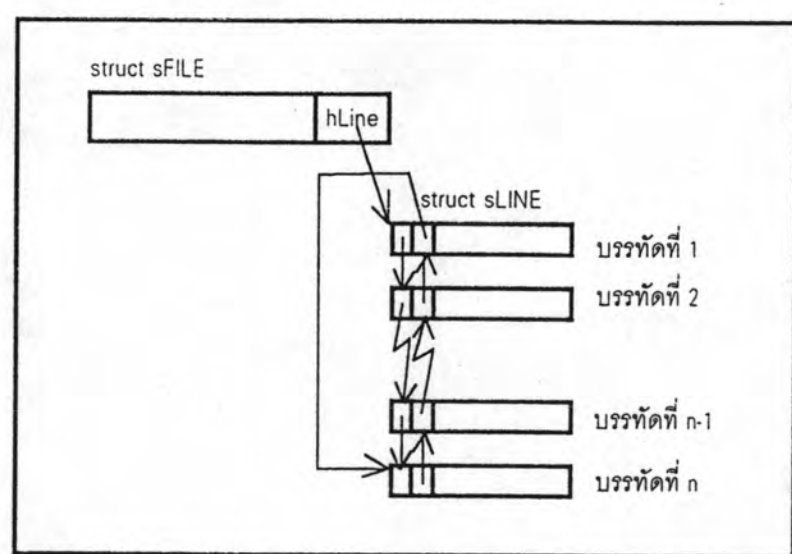 struct sFILE
hLine
struct sLINE
บรรทัดที่ 1
บรรทัดที่ 2
บรรทัดที่ n-1
บรรทัดที่ n